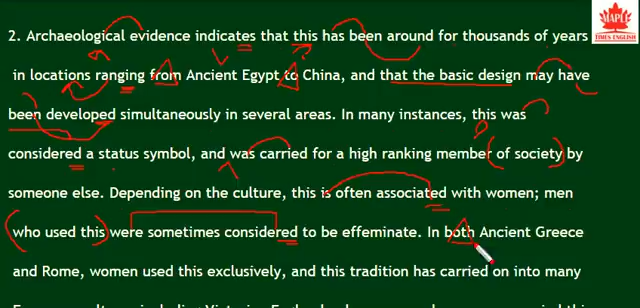 MAPLE
TIMES ENGLISH
2. Archaeological evidence indicates that this has been around for thousands of years
in locations ranging from Ancient Egypt to China, and that the basic design may have
been developed simultaneously in several areas. In many instances, this was
considered a status symbol, and was carried for a high ranking member of society by
someone else. Depending on the culture, this is often associated with women; men
who used this were sometimes considered to be effeminate. In both Ancient Greece
and Rome, women used this exclusively, and this tradition has carried on into many